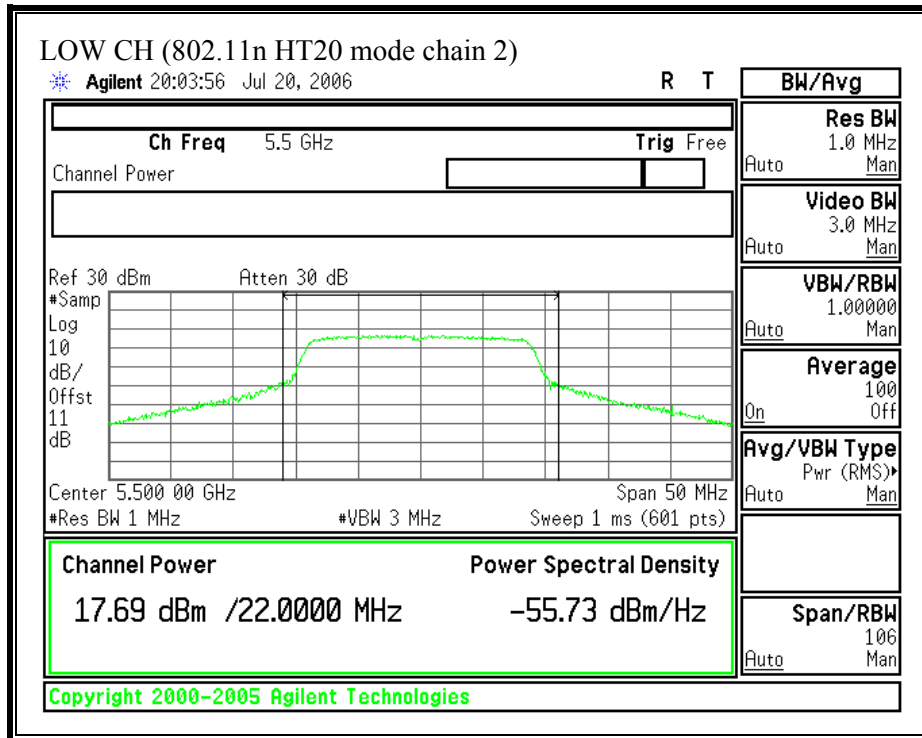 LOW CH (802.11n HT20 mode chain 2)
Agilent 20:03:56 Jul 20, 2006 R T
BW/Avg
Ch Freq 5.5 GHz Trig Free
Channel Power
Res BW
1.0 MHz
Auto Man
Video BW
3.0 MHz
Auto Man
Ref 30 dBm Atten 30 dB
#Samp
Log
10
dB/
Offst
11
dB
VBW/RBW
1.00000
Auto Man
Average
100
On Off
Avg/VBW Type
Pwr (RMS)
Auto Man
Center 5.500 00 GHz Span 50 MHz
#Res BW 1 MHz #VBW 3 MHz Sweep 1 ms (601 pts)
Channel Power Power Spectral Density
17.69 dBm /22.0000 MHz -55.73 dBm/Hz
Span/RBW
106
Auto Man
Copyright 2000-2005 Agilent Technologies